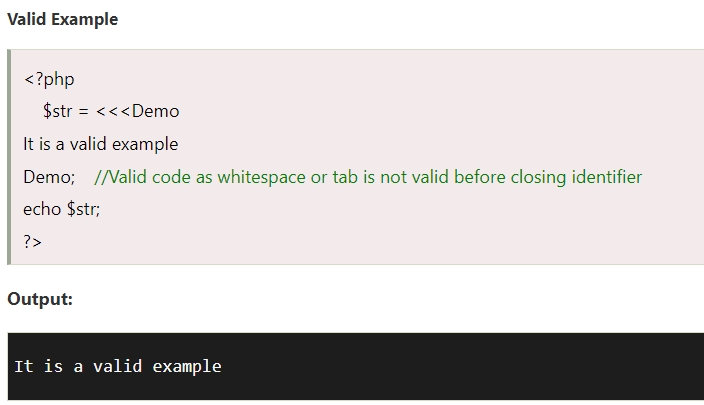 Valid Example
<?php
$str = <<<Demo
It is a valid example
Demo; //Valid code as whitespace or tab is not valid before closing identifier
echo $str;
?>
Output:
It is a valid example